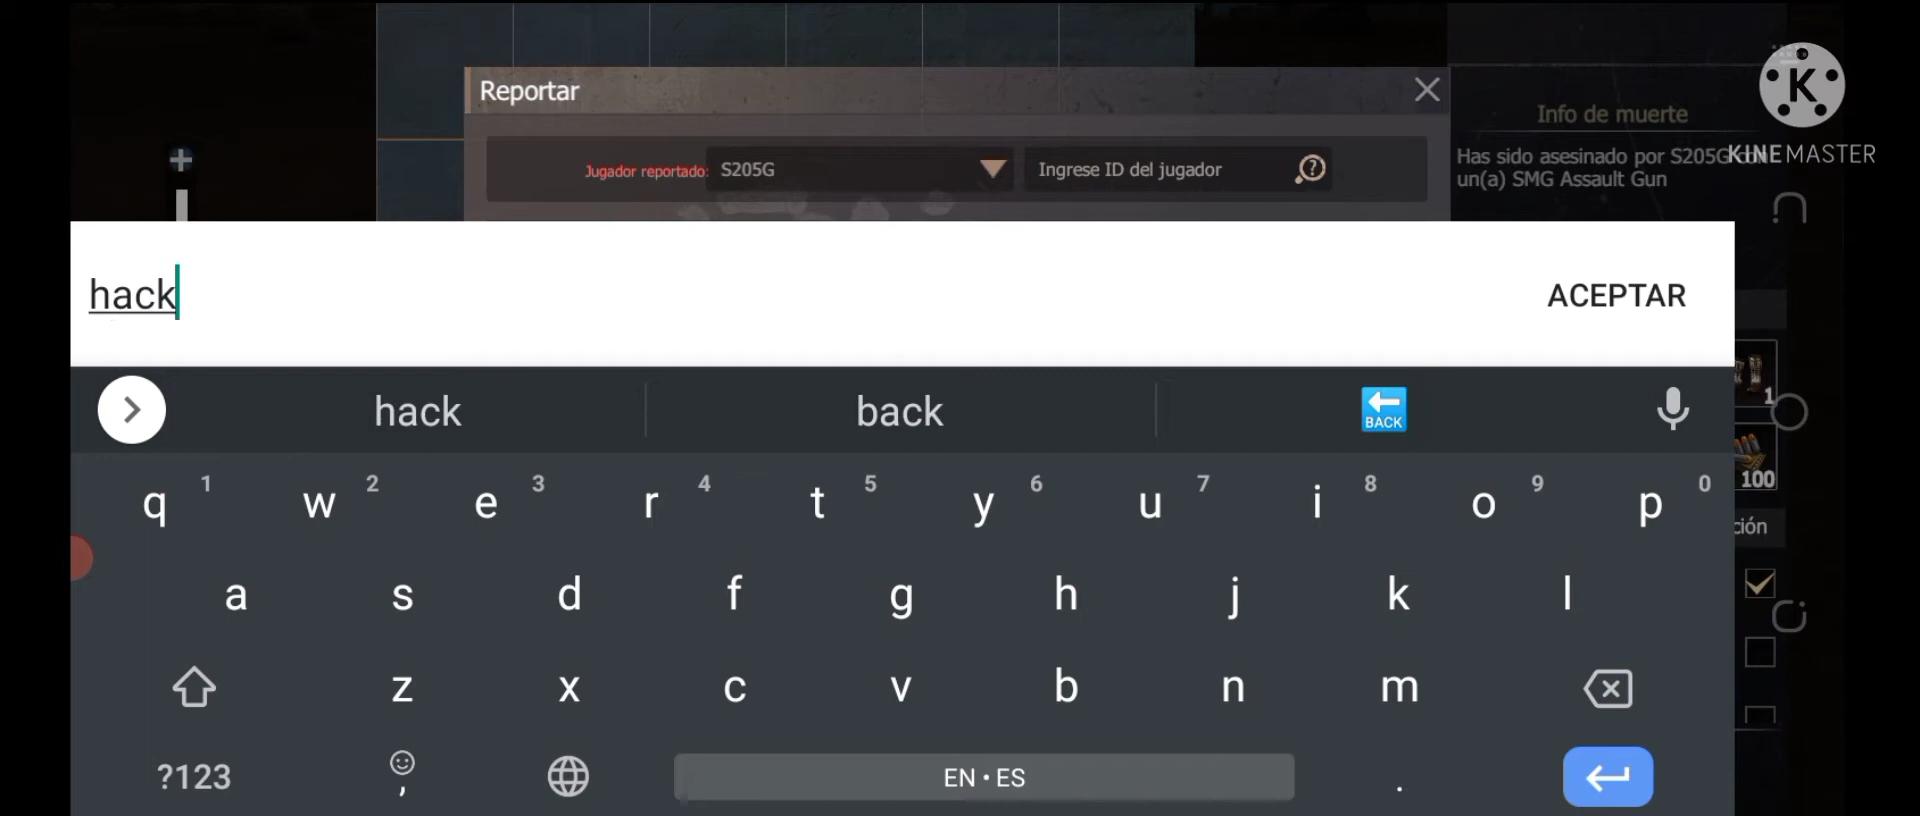 Reportar
Info de muerte
Jugador reportado: S205G
Ingrese ID del jugador
Has sido asesinado por S205G
un(a) SMG Assault Gun
K
KINEMASTER
hack
ACEPTAR
hack back BACK
q 1 w 2 e 3 r 4 t 5 y 6 u 7 i 8 o 9 p 0
a s d f g h j k l
z x c v b n m
?123 , EN • ES .
1
100
ción